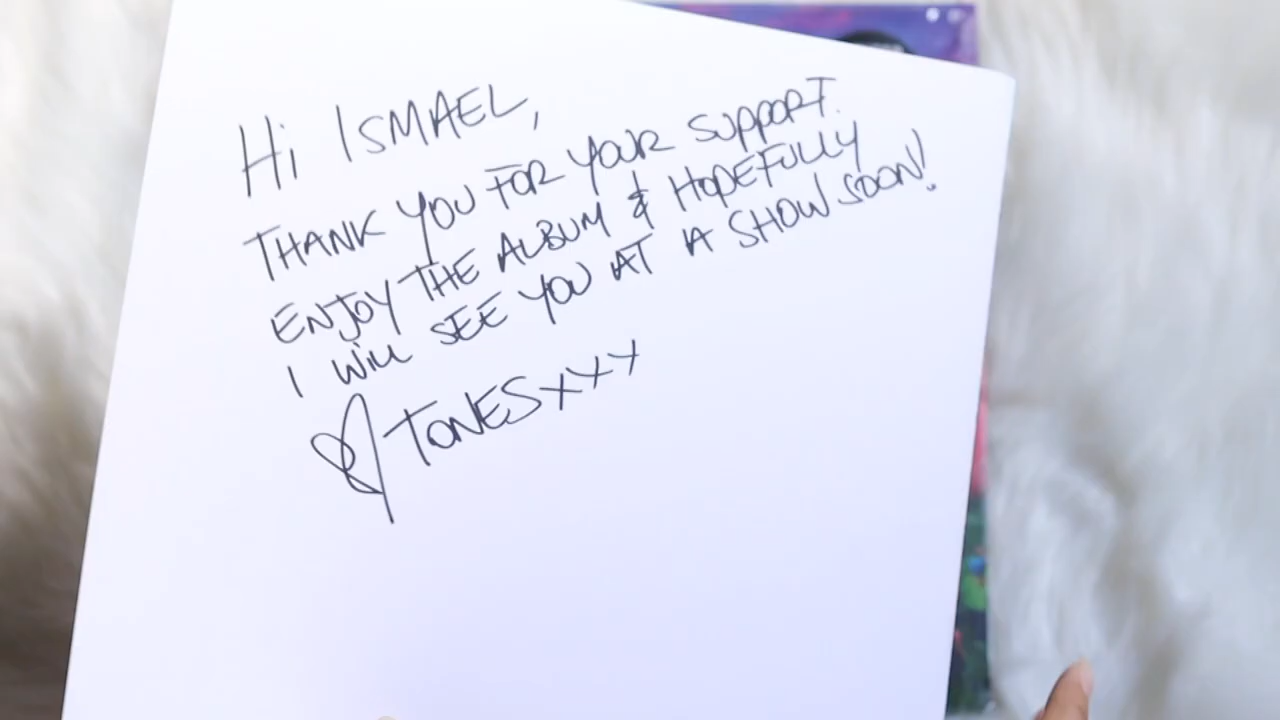 Hi ISMAEL,
THANK YOU FOR YOUR SUPPORT.
ENJOY THE ALBUM & HOPEFULLY
I WILL SEE YOU AT A SHOW SOON!
TONES xxx